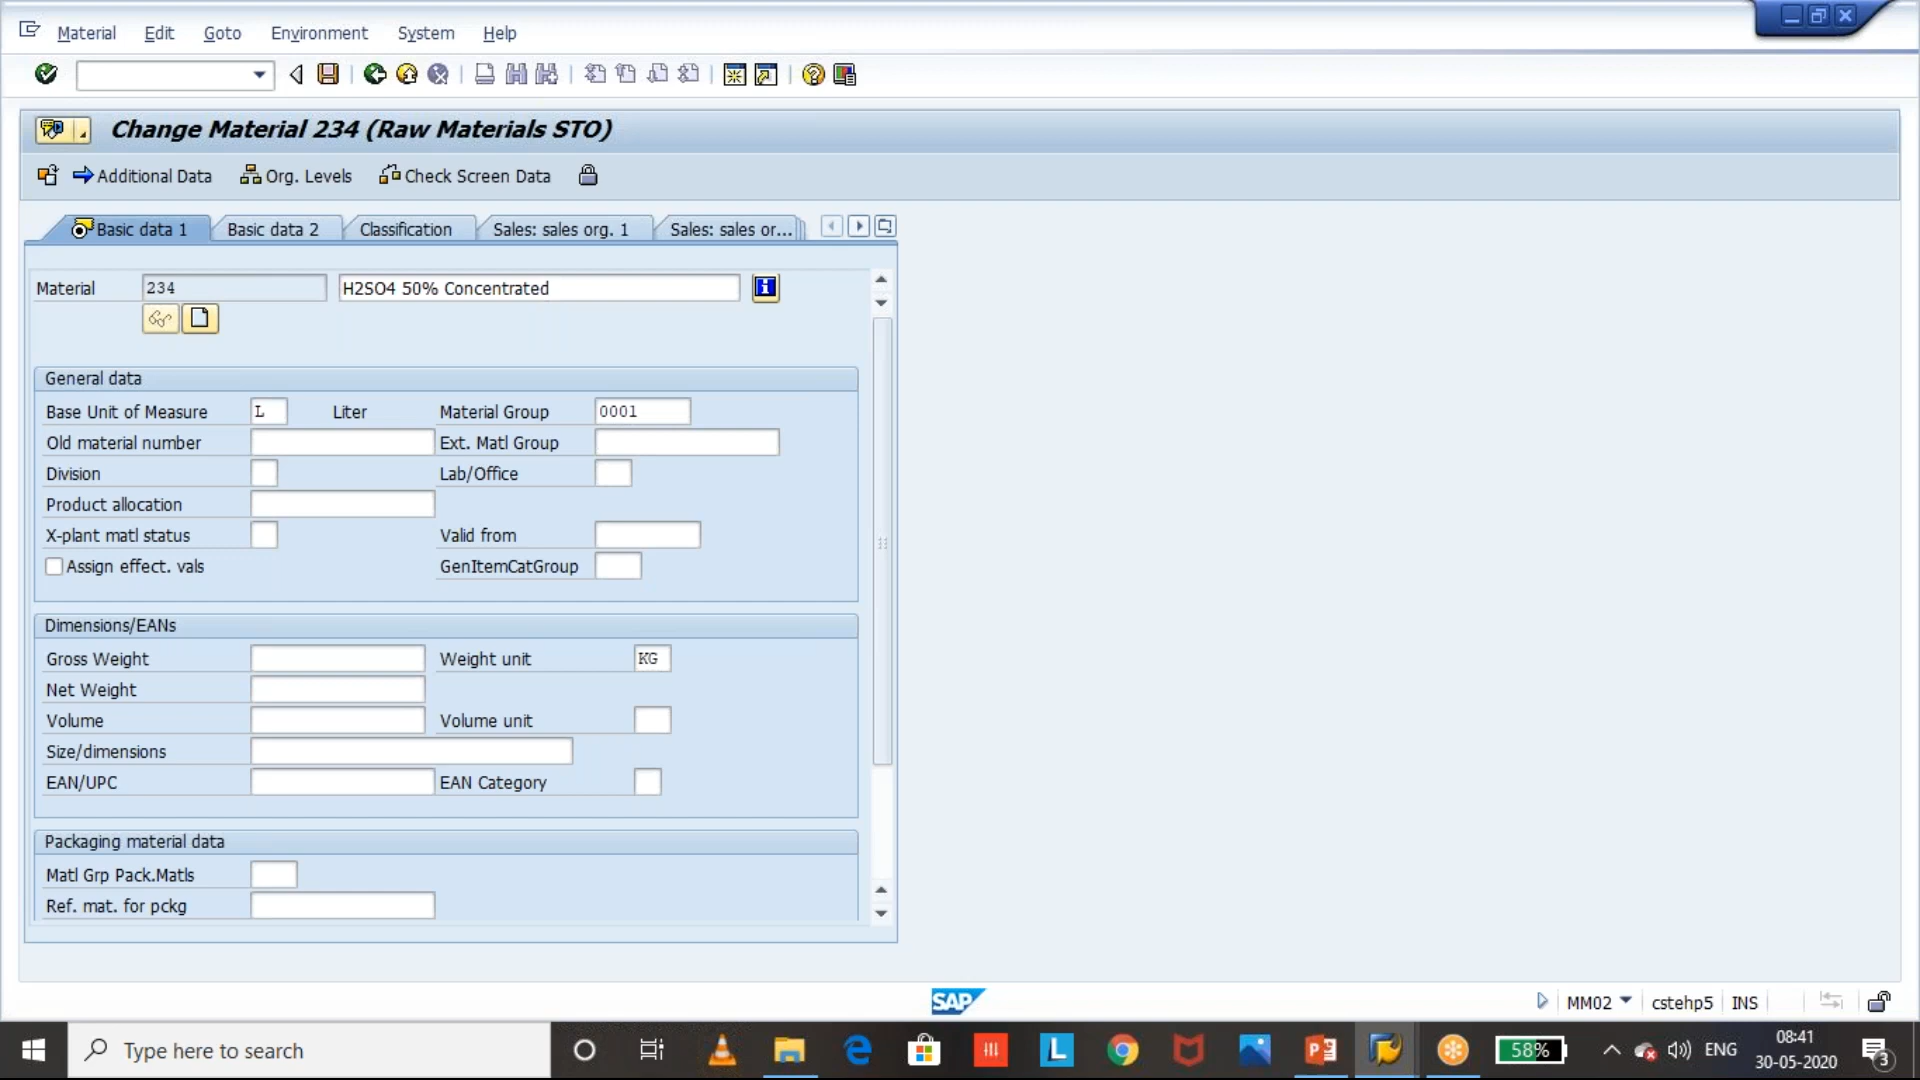 Material Edit Goto Environment System Help
Change Material 234 (Raw Materials STO)
Additional Data Org. Levels Check Screen Data
Basic data 1 Basic data 2 Classification Sales: sales org. 1 Sales: sales or...
Material 234 H2SO4 50% Concentrated
General data
Base Unit of Measure L Liter Material Group 0001
Old material number Ext. Matl Group
Division Lab/Office
Product allocation
X-plant matl status Valid from
Assign effect. vals GenItemCatGroup
Dimensions/EANs
Gross Weight Weight unit KG
Net Weight
Volume Volume unit
Size/dimensions
EAN/UPC EAN Category
Packaging material data
Matl Grp Pack.Matls
Ref. mat. for pckg
SAP MM02 cstehp5 INS
Type here to search 58% ENG 08:41
30-05-2020 3